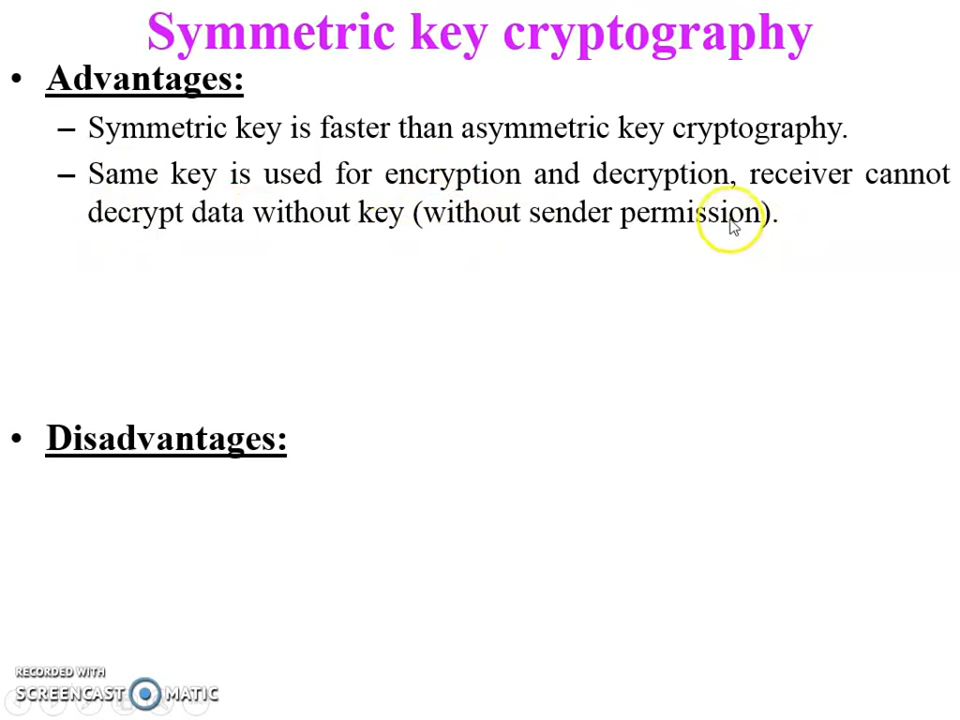 Symmetric key cryptography
• Advantages:
– Symmetric key is faster than asymmetric key cryptography.
– Same key is used for encryption and decryption, receiver cannot
decrypt data without key (without sender permission).
• Disadvantages:
RECORDED WITH
SCREENCAST MATIC